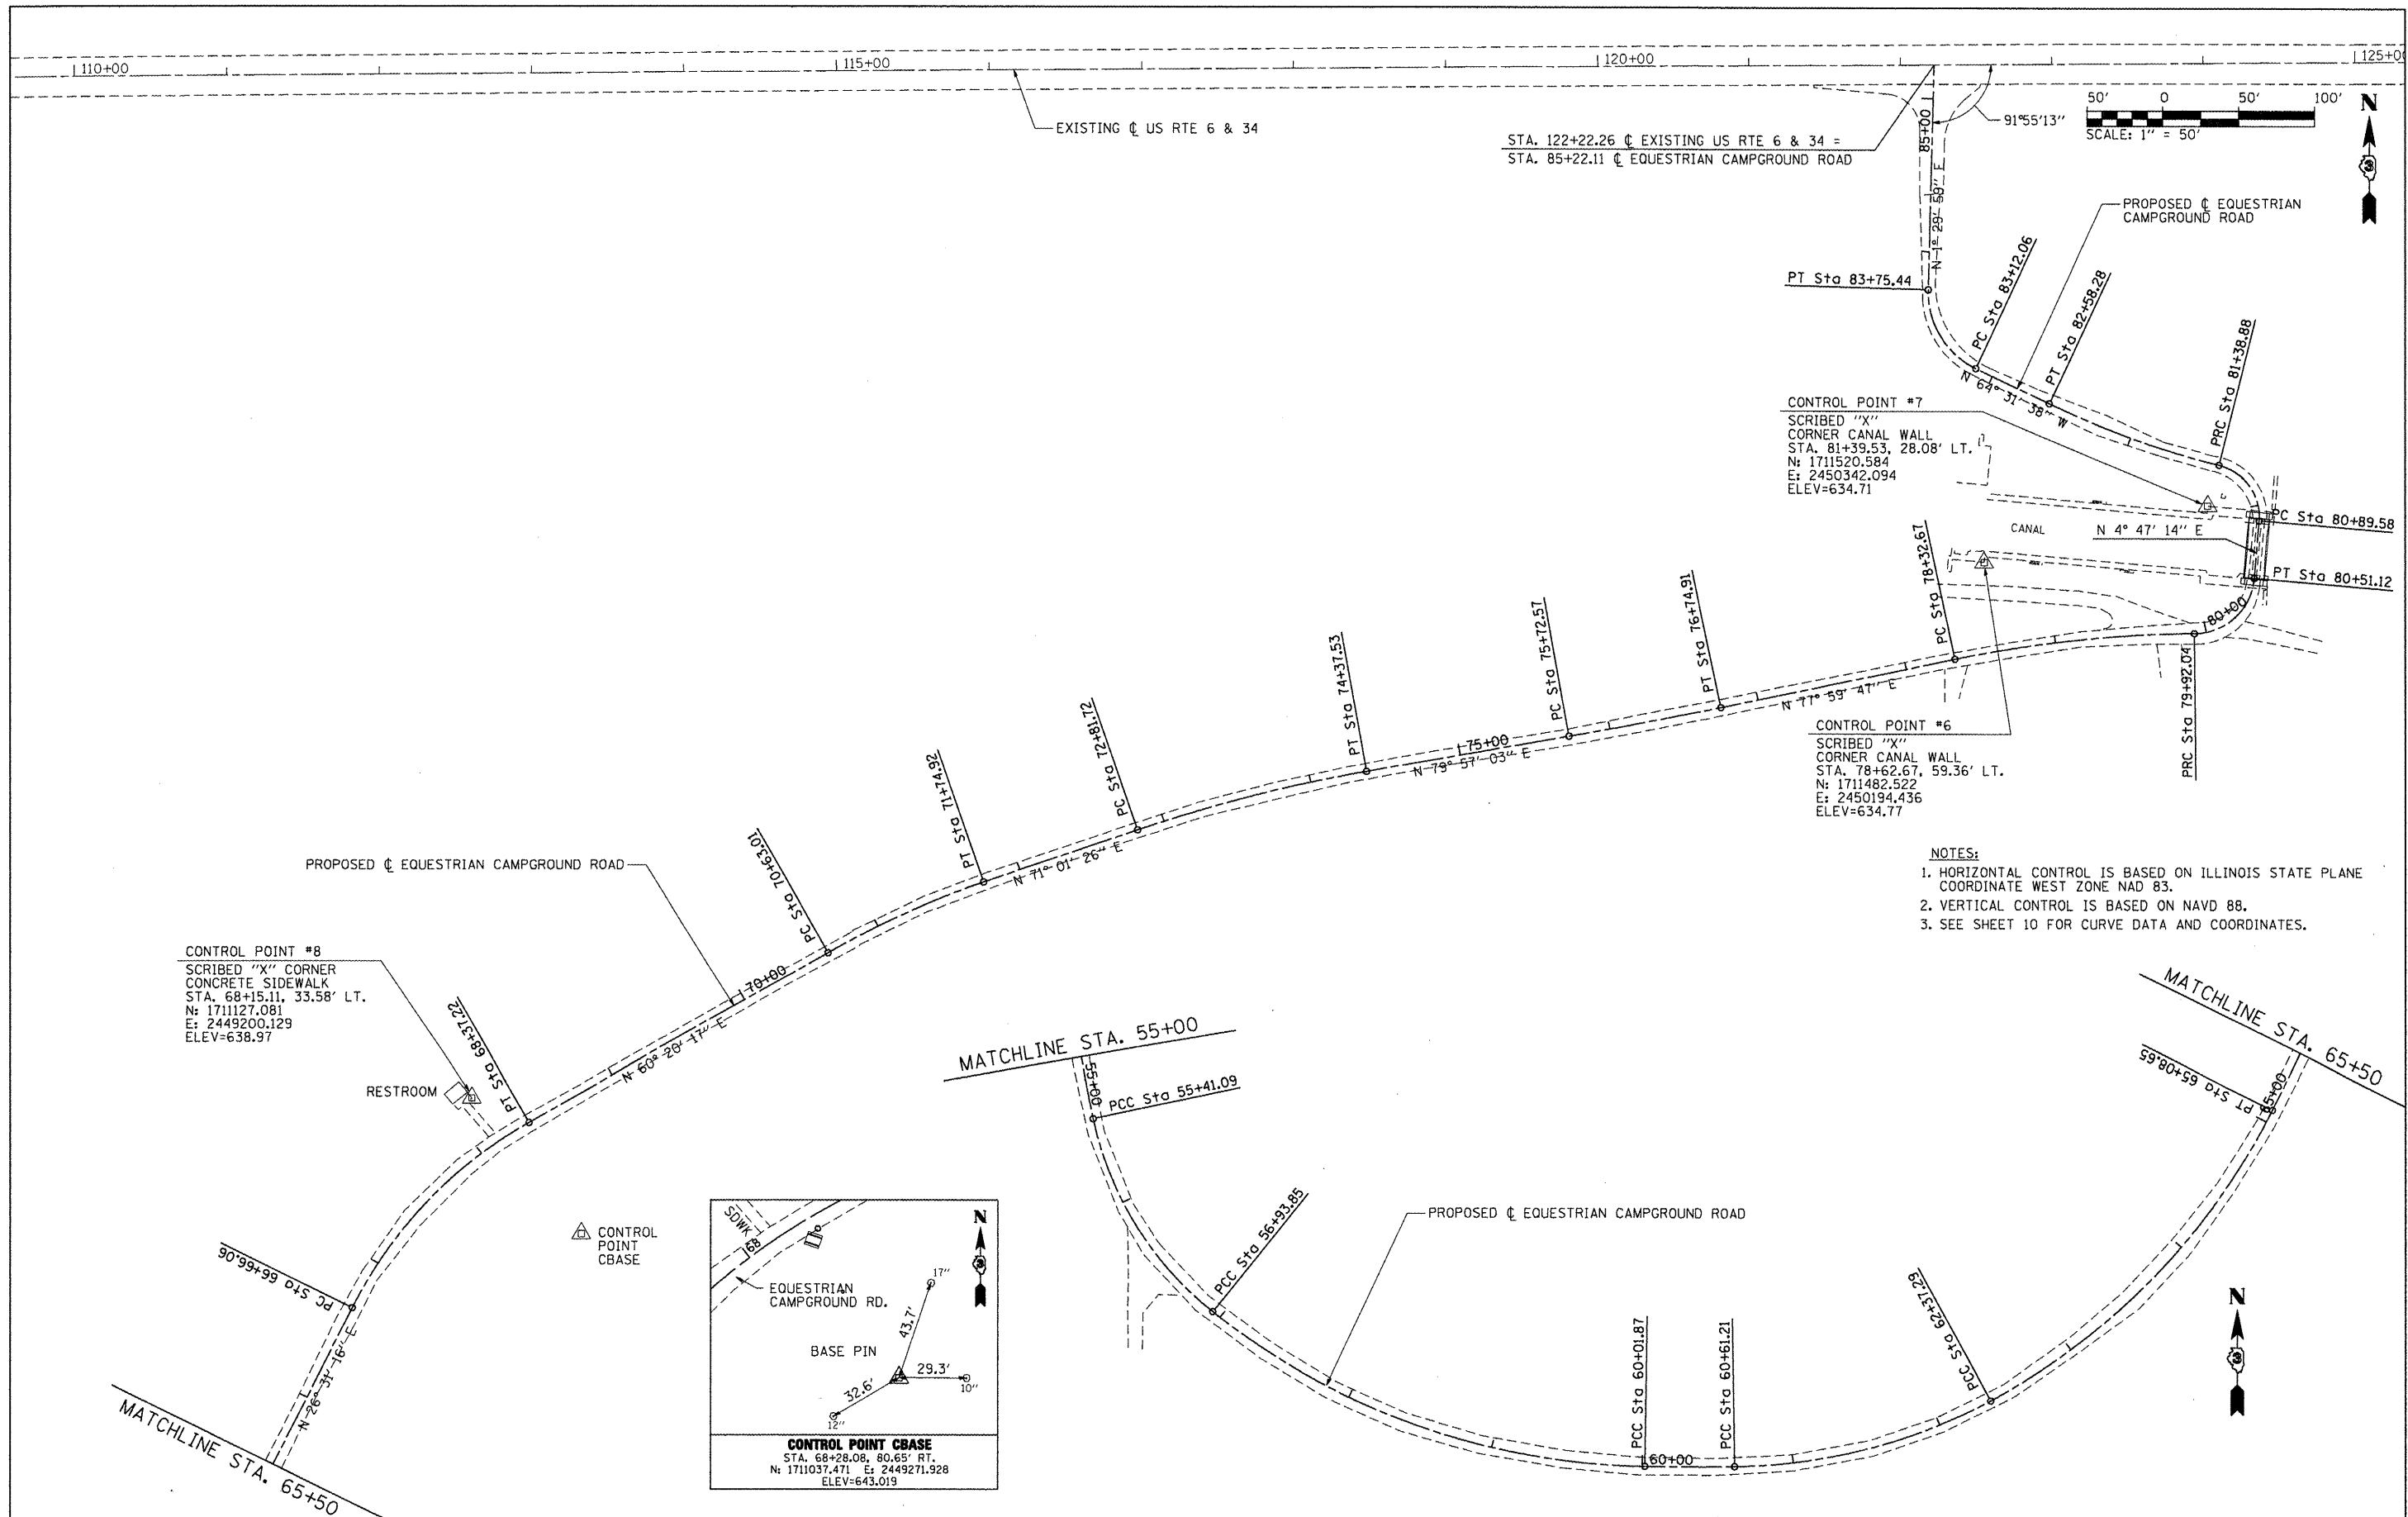 110+00
115+00
120+00
125+0
EXISTING ℄ US RTE 6 & 34
STA. 122+22.26 ℄ EXISTING US RTE 6 & 34 =
STA. 85+22.11 ℄ EQUESTRIAN CAMPGROUND ROAD
85+00
91°55'13"
50' 0 50' 100'
SCALE: 1" = 50'
N
N 1° 29' 59" E
PROPOSED ℄ EQUESTRIAN
CAMPGROUND ROAD
PT Sta 83+75.44
PC Sta 83+12.06
PT Sta 82+58.28
N 64° 31' 38" W
PRC Sta 81+38.88
CONTROL POINT #7
SCRIBED "X"
CORNER CANAL WALL
STA. 81+39.53, 28.08' LT.
N: 1711520.584
E: 2450342.094
ELEV=634.71
C Sta 80+89.58
CANAL
N 4° 47' 14" E
PT Sta 80+51.12
80+00
PRC Sta 79+92.04
PC Sta 78+32.67
N 77° 59' 47" E
PT Sta 76+74.91
PC Sta 75+72.57
75+00
N 79° 57' 03" E
PT Sta 74+37.53
PC Sta 72+81.72
N 71° 01' 26" E
PT Sta 71+74.92
PC Sta 70+63.01
CONTROL POINT #6
SCRIBED "X"
CORNER CANAL WALL
STA. 78+62.67, 59.36' LT.
N: 1711482.522
E: 2450194.436
ELEV=634.77
NOTES:
1. HORIZONTAL CONTROL IS BASED ON ILLINOIS STATE PLANE
COORDINATE WEST ZONE NAD 83.
2. VERTICAL CONTROL IS BASED ON NAVD 88.
3. SEE SHEET 10 FOR CURVE DATA AND COORDINATES.
PROPOSED ℄ EQUESTRIAN CAMPGROUND ROAD
70+00
N 60° 20' 17" E
CONTROL POINT #8
SCRIBED "X" CORNER
CONCRETE SIDEWALK
STA. 68+15.11, 33.58' LT.
N: 1711127.081
E: 2449200.129
ELEV=638.97
PT Sta 68+37.22
RESTROOM
CONTROL
POINT
CBASE
PC Sta 66+66.06
N 26° 31' 16" E
MATCHLINE STA. 65+50
SDWK
68
N
EQUESTRIAN
CAMPGROUND RD.
17"
43.7'
BASE PIN
29.3'
10"
32.6'
12"
CONTROL POINT CBASE
STA. 68+28.08, 80.65' RT.
N: 1711037.471 E: 2449271.928
ELEV=643.019
MATCHLINE STA. 55+00
55+00
PCC Sta 55+41.09
PCC Sta 56+93.85
PROPOSED ℄ EQUESTRIAN CAMPGROUND ROAD
PCC Sta 60+01.87
60+00
PCC Sta 60+61.21
PCC Sta 62+37.29
PT Sta 65+08.65
65+00
MATCHLINE STA. 65+50
N